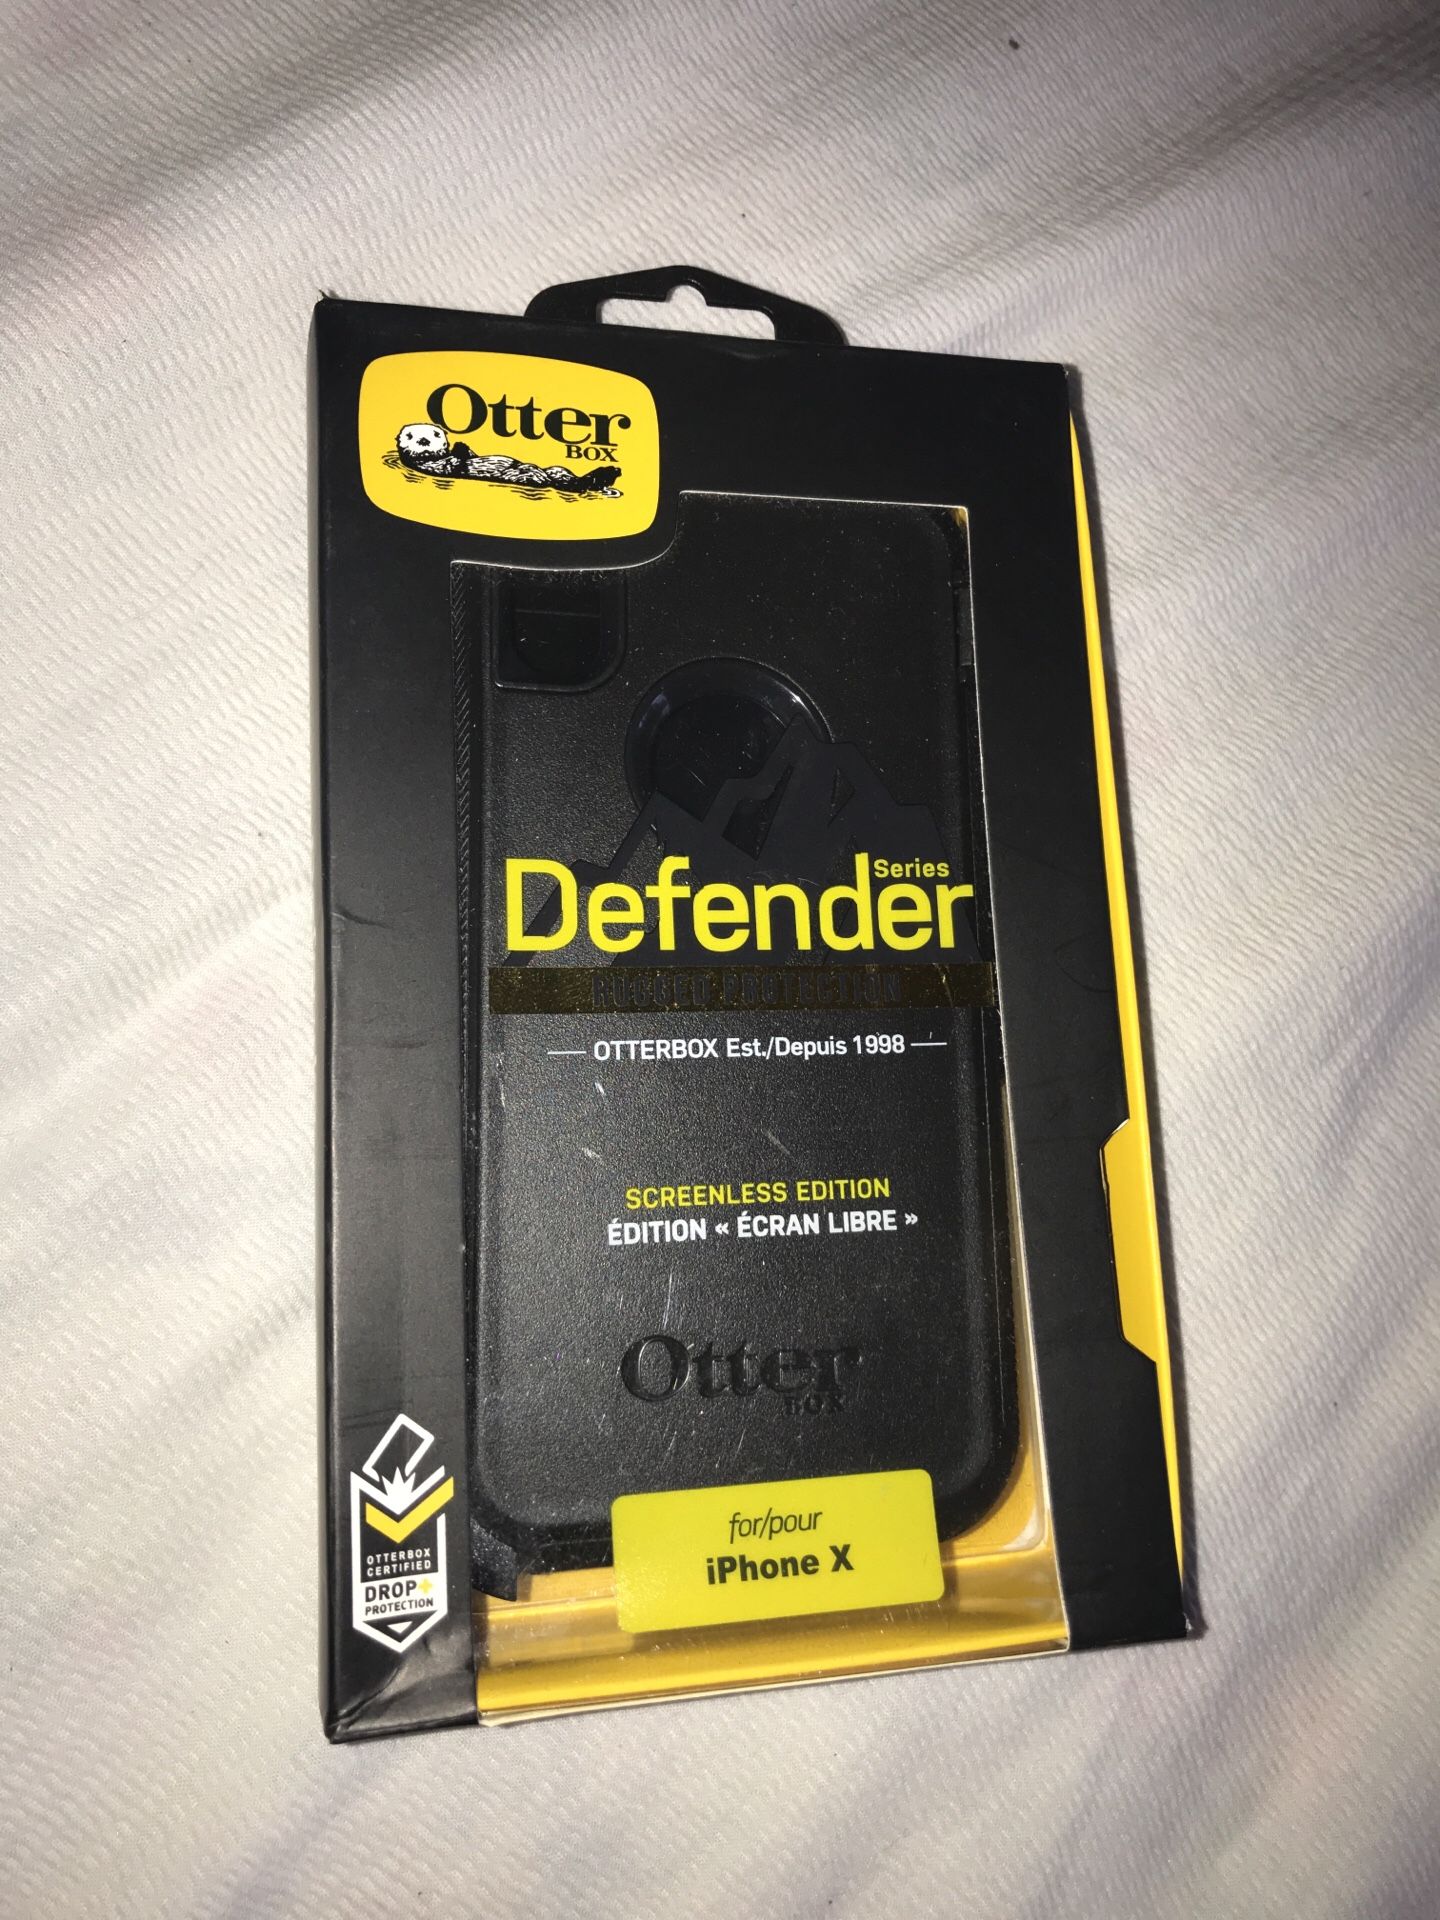 Otter
BOX
Series
Defender
RUGGED PROTECTION
OTTERBOX Est./Depuis 1998
SCREENLESS EDITION
ÉDITION « ÉCRAN LIBRE »
Otter
BOX
for/pour
iPhone X
OTTERBOX
CERTIFIED
DROP+
PROTECTION